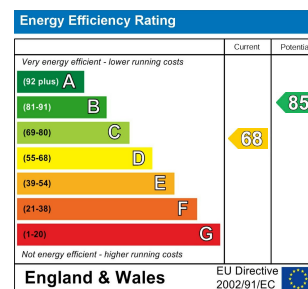 Energy Efficiency Rating
Current Potentia
Very energy efficient - lower running costs
(92 plus) A
(81-91) B
(69-80) C
(55-68) D
(39-54) E
(21-38) F
(1-20) G
68
85
Not energy efficient - higher running costs
England & Wales
EU Directive
2002/91/EC